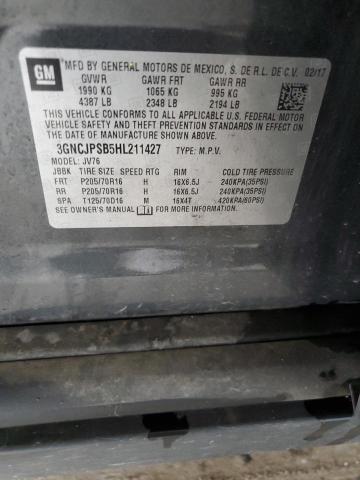 GM
MFD BY GENERAL MOTORS DE MEXICO, S. DE R.L. DE C.V. 02/17
GVWR GAWR FRT GAWR RR
1990 KG 1065 KG 995 KG
4387 LB 2348 LB 2194 LB
THIS VEHICLE CONFORMS TO ALL APPLICABLE U.S. FEDERAL MOTOR
VEHICLE SAFETY, BUMPER, AND THEFT PREVENTION STANDARDS
IN EFFECT ON THE DATE OF MANUFACTURE SHOWN ABOVE.
3GNCJPSB5HL211427 TYPE: M.P.V.
MODEL: JV76
JBBK TIRE SIZE SPEED RTG RIM COLD TIRE PRESSURE
FRT P205/70R16 H 16X6.5J 240KPA(35PSI)
RR P205/70R16 H 16X6.5J 240KPA(35PSI)
SPA T125/70D16 M 16X4T 420KPA(60PSI)
SEE OWNER MANUAL FOR MORE INFORMATION.